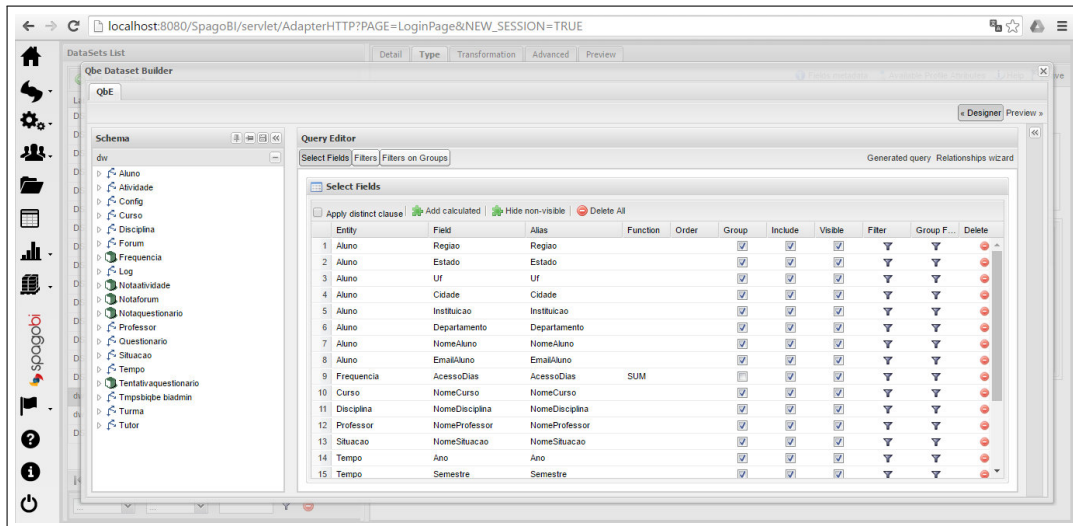 localhost:8080/SpagoBI/servlet/AdapterHTTP?PAGE=LoginPage&NEW_SESSION=TRUE
DataSets List
Detail Type Transformation Advanced Preview
Qbe Dataset Builder
QbE
« Designer Preview »
Schema
Query Editor
dw
Select Fields Filters Filters on Groups Generated query Relationships wizard
Aluno
Atividade
Config
Curso
Disciplina
Forum
Frequencia
Log
Notaatividade
Notaforum
Notaquestionario
Professor
Questionario
Situacao
Tempo
Tentativaquestionario
Tmpsbiqbe biadmin
Turma
Tutor
Select Fields
Apply distinct clause Add calculated Hide non-visible Delete All
Entity Field Alias Function Order Group Include Visible Filter Group F... Delete
1 Aluno Regiao Regiao
2 Aluno Estado Estado
3 Aluno Uf Uf
4 Aluno Cidade Cidade
5 Aluno Instituicao Instituicao
6 Aluno Departamento Departamento
7 Aluno NomeAluno NomeAluno
8 Aluno EmailAluno EmailAluno
9 Frequencia AcessoDias AcessoDias SUM
10 Curso NomeCurso NomeCurso
11 Disciplina NomeDisciplina NomeDisciplina
12 Professor NomeProfessor NomeProfessor
13 Situacao NomeSituacao NomeSituacao
14 Tempo Ano Ano
15 Tempo Semestre Semestre
spagobi